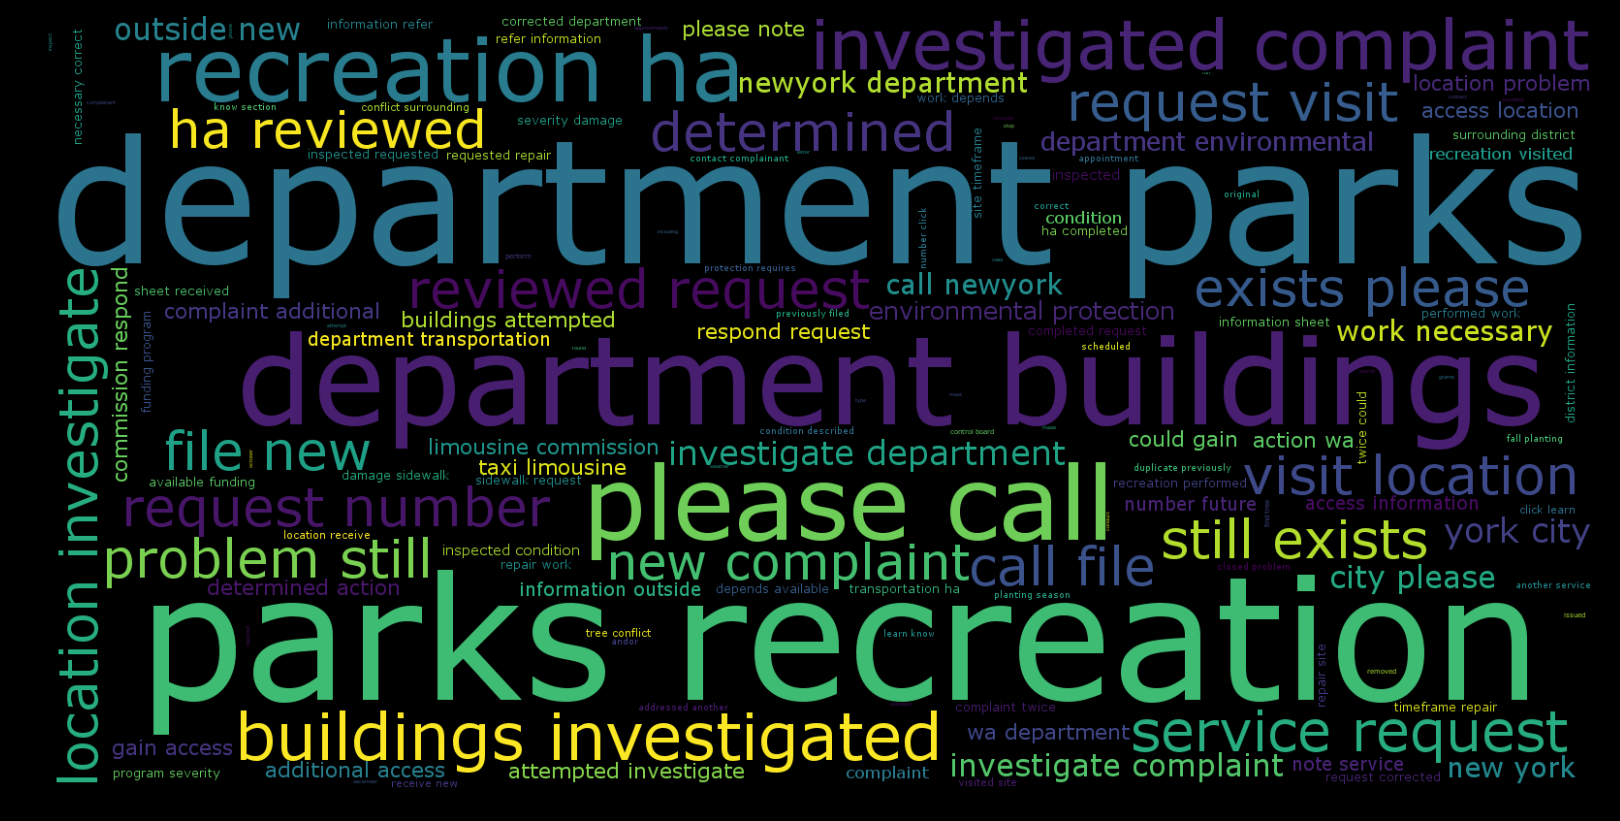 outside new
information refer
corrected department
refer information
please note
investigated complaint
necessary correct
recreation ha
newyork department
location problem
work depends
request visit
access location
know section
conflict surrounding
ha reviewed
severity damage
determined
department environmental
surrounding district
inspected requested
requested repair
contact complainant
site timeframe
appointment
recreation visited
department parks
inspected
original
correct
condition
ha completed
number click
location investigate
commission respond
sheet received
protection requires
reviewed request
call newyork
exists please
complaint additional
environmental protection
previously filed
performed work
funding program
buildings attempted
respond request
completed request
information sheet
work necessary
district information
department transportation
scheduled
department buildings
twice could
condition described
control board
file new
limousine commission
investigate department
could gain
action wa
fall planting
taxi limousine
duplicate previously
visit location
available funding
damage sidewalk
sidewalk request
please call
recreation performed
request number
number future
access information
click learn
location receive
problem still
inspected condition
repair work
new complaint
call file
still exists
york city
closed problem
determined action
information outside
depends available
transportation ha
planting season
city please
another service
parks recreation
issued
tree conflict
andor
learn know
repair site
removed
addressed another
complaint twice
timeframe repair
buildings investigated
wa department
service request
gain access
program severity
additional access
receive new
attempted investigate
complaint
investigate complaint
visited site
note service
request corrected
new york